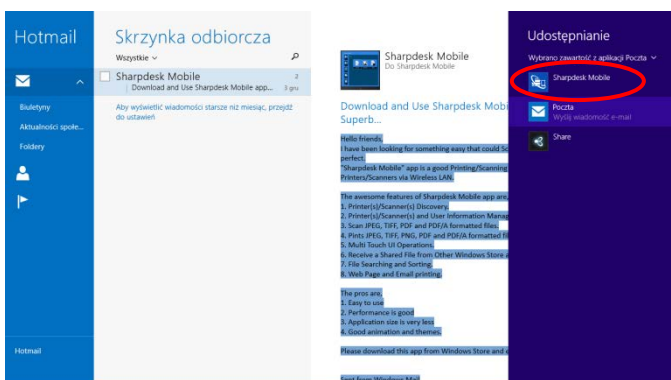 Hotmail
Biuletyny
Aktualności społe...
Foldery
Hotmail
Skrzynka odbiorcza
Wszystkie
Sharpdesk Mobile
2
Download and Use Sharpdesk Mobile app...
3 gru
Aby wyświetlić wiadomości starsze niż miesiąc, przejdź
do ustawień
Sharpdesk Mobile
Do Sharpdesk Mobile
Download and Use Sharpdesk Mobi
Superb...
Hello friends,
I have been looking for something easy that could Sc
perfect.
"Sharpdesk Mobile" app is a good Printing/Scanning
Printers/Scanners via Wireless LAN.
The awesome features of Sharpdesk Mobile app are,
1. Printer(s)/Scanner(s) Discovery,
2. Printer(s)/Scanner(s) and User Information Manag
3. Scan JPEG, TIFF, PDF and PDF/A formatted files.
4. Pints JPEG, TIFF, PNG, PDF and PDF/A formatted fi
5. Multi Touch UI Operations.
6. Receive a Shared File from Other Windows Store a
7. File Searching and Sorting.
8. Web Page and Email printing.
The pros are,
1. Easy to use
2. Performance is good
3. Application size is very less
4. Good animation and themes.
Please download this app from Windows Store and e
Sent from Windows Mail
Udostępnianie
Wybrano zawartość z aplikacji Poczta
Sharpdesk Mobile
Poczta
Wyślij wiadomość e-mail
Share